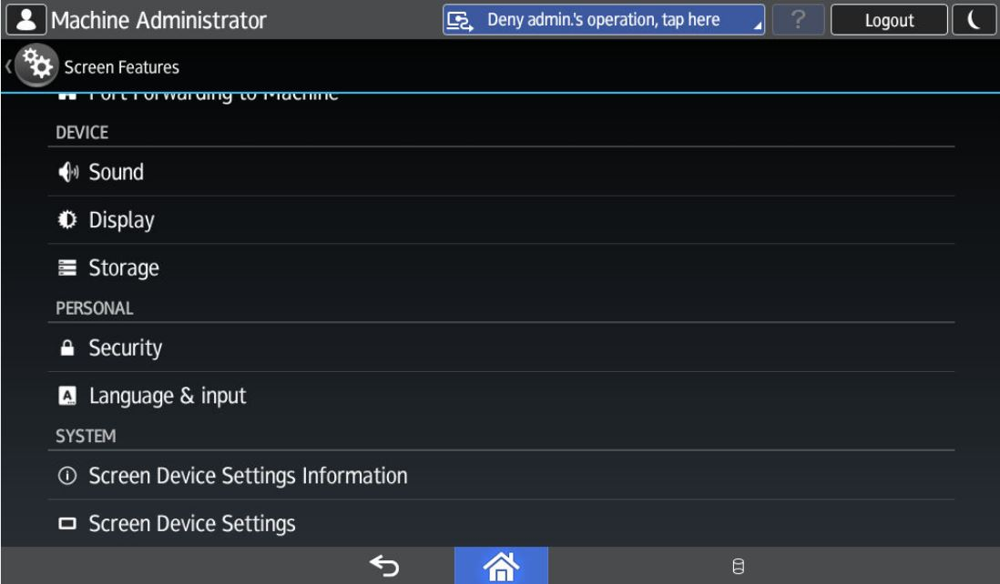 Machine Administrator
Deny admin.'s operation, tap here
?
Logout
Screen Features
Port Forwarding to Machine
DEVICE
Sound
Display
Storage
PERSONAL
Security
A
Language & input
SYSTEM
Screen Device Settings Information
Screen Device Settings